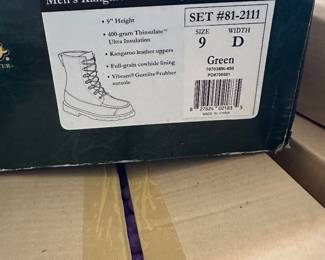 Men's Kanga
SET #81-2111
• 9" Height
• 400-gram Thinsulate™
Ultra Insulation
• Kangaroo leather uppers
• Full-grain cowhide lining
• Vibram® Gumlite® rubber
outsole
SIZE WIDTH
9 D
Green
MADE IN CHINA